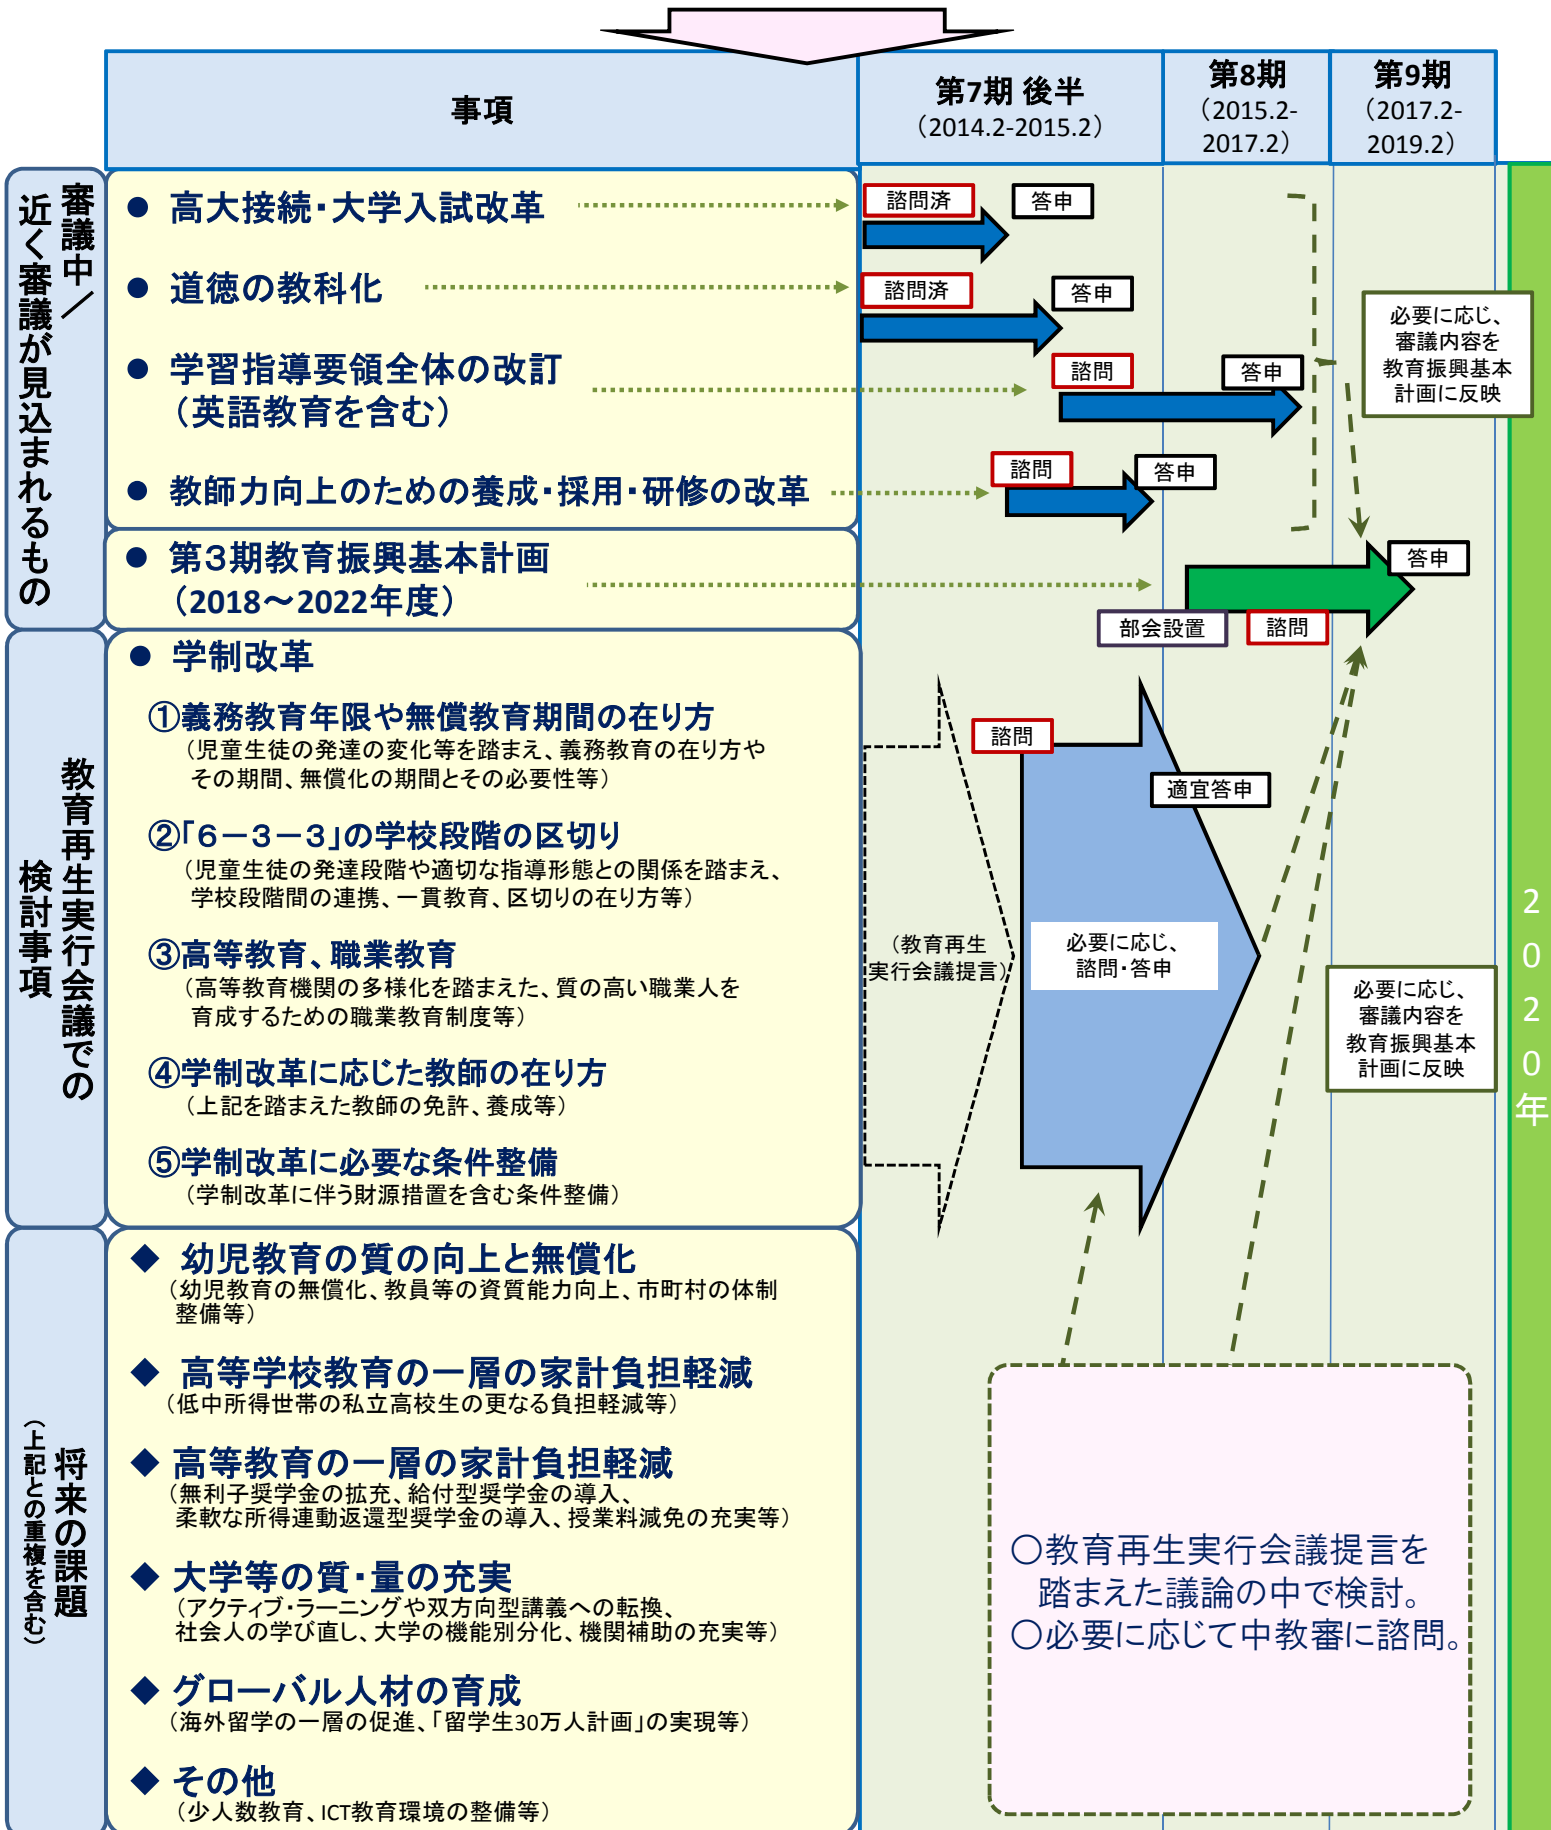 事項
第7期 後半
（2014.2-2015.2）
第8期
（2015.2-
2017.2）
第9期
（2017.2-
2019.2）
審議中／
近く審議が見込まれるもの
● 高大接続・大学入試改革
諮問済
答申
● 道徳の教科化
諮問済
答申
● 学習指導要領全体の改訂
（英語教育を含む）
諮問
答申
● 教師力向上のための養成・採用・研修の改革
諮問
答申
必要に応じ、
審議内容を
教育振興基本
計画に反映
● 第３期教育振興基本計画
（2018～2022年度）
答申
部会設置
諮問
教育再生実行会議での
検討事項
● 学制改革
①義務教育年限や無償教育期間の在り方
（児童生徒の発達の変化等を踏まえ、義務教育の在り方や
その期間、無償化の期間とその必要性等）
②「６－３－３」の学校段階の区切り
（児童生徒の発達段階や適切な指導形態との関係を踏まえ、
学校段階間の連携、一貫教育、区切りの在り方等）
③高等教育、職業教育
（高等教育機関の多様化を踏まえた、質の高い職業人を
育成するための職業教育制度等）
④学制改革に応じた教師の在り方
（上記を踏まえた教師の免許、養成等）
⑤学制改革に必要な条件整備
（学制改革に伴う財源措置を含む条件整備）
（教育再生
実行会議提言）
諮問
適宜答申
必要に応じ、
諮問・答申
必要に応じ、
審議内容を
教育振興基本
計画に反映
2020年
将来の課題
（上記との重複を含む）
◆ 幼児教育の質の向上と無償化
（幼児教育の無償化、教員等の資質能力向上、市町村の体制
整備等）
◆ 高等学校教育の一層の家計負担軽減
（低中所得世帯の私立高校生の更なる負担軽減等）
◆ 高等教育の一層の家計負担軽減
（無利子奨学金の拡充、給付型奨学金の導入、
柔軟な所得連動返還型奨学金の導入、授業料減免の充実等）
◆ 大学等の質・量の充実
（アクティブ・ラーニングや双方向型講義への転換、
社会人の学び直し、大学の機能別分化、機関補助の充実等）
◆ グローバル人材の育成
（海外留学の一層の促進、「留学生30万人計画」の実現等）
◆ その他
（少人数教育、ICT教育環境の整備等）
○教育再生実行会議提言を
踏まえた議論の中で検討。
○必要に応じて中教審に諮問。